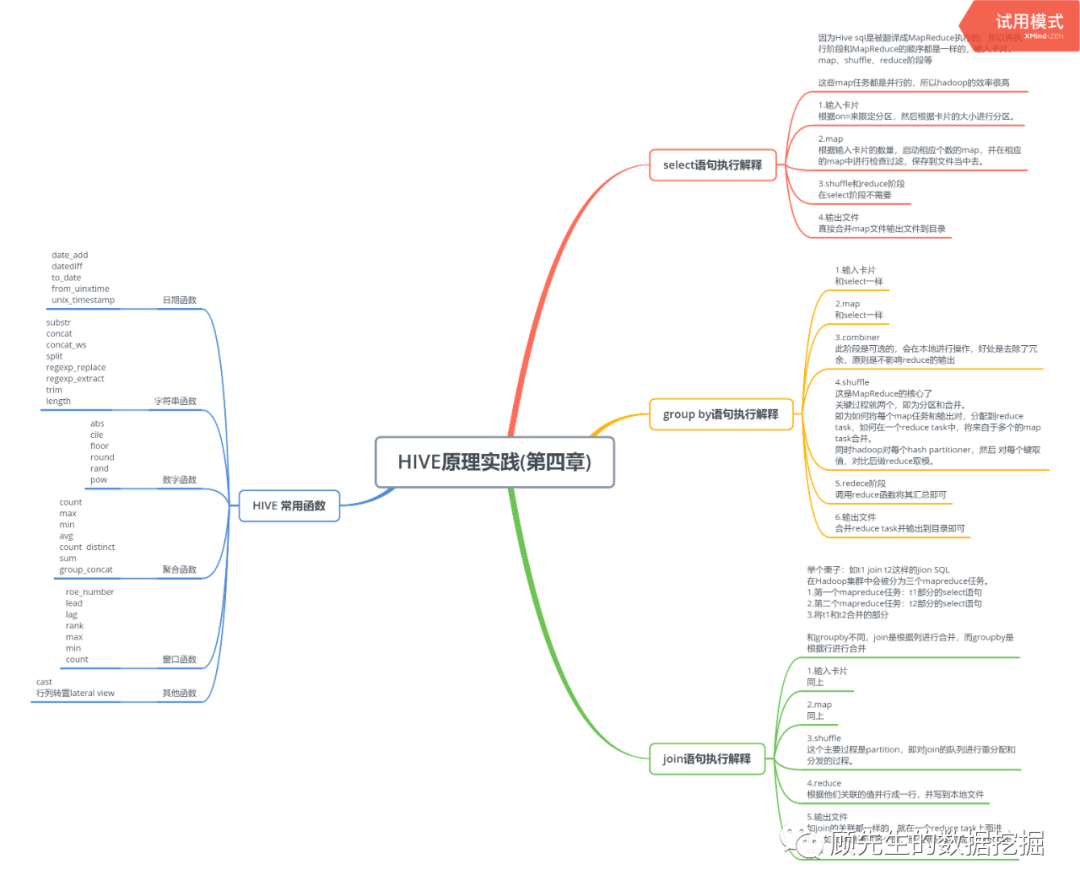 试用模式
XMind:ZEN
因为Hive sql是被翻译成MapReduce执行的，所以
行阶段和MapReduce的顺序都是一样的，输入卡片，
map、shuffle、reduce阶段等
这些map任务都是并行的，所以hadoop的效率很高
1.输入卡片
根据on=来限定分区，然后根据卡片的大小进行分区。
2.map
根据输入卡片的数量，启动相应个数的map，并在相应
的map中进行检查过滤，保存到文件当中去。
3.shuffle和reduce阶段
在select阶段不需要
4.输出文件
直接合并map文件输出文件到目录
select语句执行解释
1.输入卡片
和select一样
2.map
和select一样
3.combiner
此阶段是可选的，会在本地进行操作，好处是去除了冗
余，原则是不影响reduce的输出
4.shuffle
这是MapReduce的核心了
关键过程就两个，即为分区和合并。
即为如何将每个map任务和输出对，分配到reduce
task，如何在一个reduce task中，将来自于多个的map
task合并。
同时hadoop对每个hash partitioner，然后 对每个键取
值，对比后做reduce取模。
5.redece阶段
调用reduce函数将其汇总即可
6.输出文件
合并reduce task并输出到目录即可
group by语句执行解释
HIVE原理实践(第四章)
date_add
datediff
to_date
from_uinxtime
unix_timestamp
日期函数
substr
concat
concat_ws
split
regexp_replace
regexp_extract
trim
length
字符串函数
abs
cile
floor
round
rand
pow
数字函数
HIVE 常用函数
count
max
min
avg
count distinct
sum
group_concat
聚合函数
roe_number
lead
lag
rank
max
min
count
窗口函数
cast
行列转置lateral view
其他函数
举个栗子：如t1 join t2这样的jion SQL
在Hadoop集群中会被分为三个mapreduce任务。
1.第一个mapreduce任务：t1部分的select语句
2.第二个mapreduce任务：t2部分的select语句
3.将t1和t2合并的部分
和groupby不同，join是根据列进行合并，而groupby是
根据行进行合并
1.输入卡片
同上
2.map
同上
3.shuffle
这个主要过程是partition，即对join的队列进行重分配和
分发的过程。
join语句执行解释
4.reduce
根据他们关联的值并行成一行，并写到本地文件
5.输出文件
如join的关联都一样的，就在一个reduce task上面进
顾先生的数据挖掘